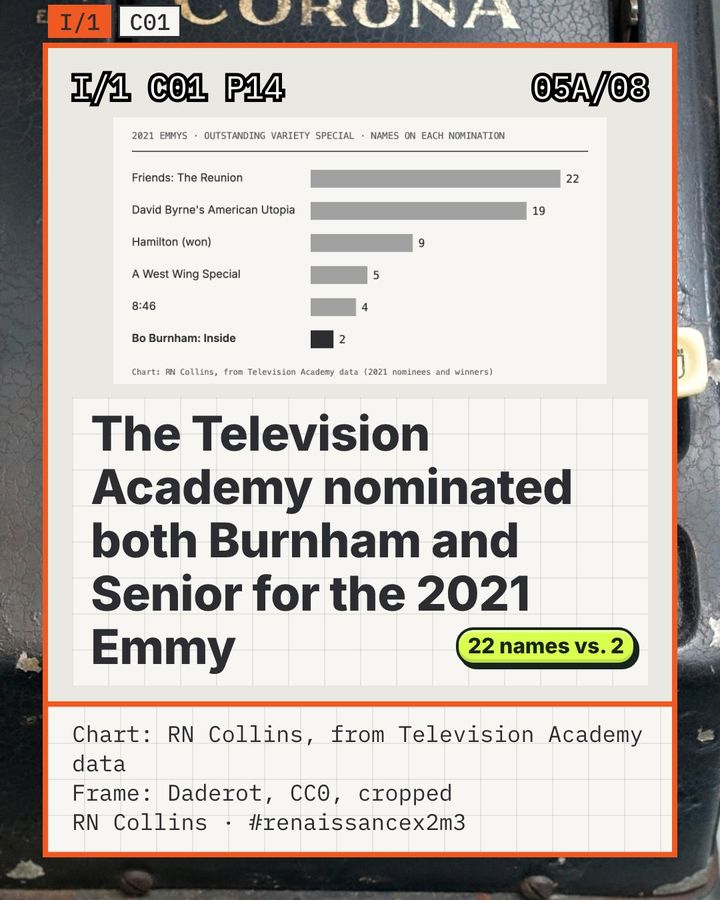 CORONA
I/1 C01
I/1 C01 P14 05A/08
2021 EMMYS · OUTSTANDING VARIETY SPECIAL · NAMES ON EACH NOMINATION
Friends: The Reunion 22
David Byrne's American Utopia 19
Hamilton (won) 9
A West Wing Special 5
8:46 4
Bo Burnham: Inside 2
Chart: RN Collins, from Television Academy data (2021 nominees and winners)
The Television
Academy nominated
both Burnham and
Senior for the 2021
Emmy
22 names vs. 2
Chart: RN Collins, from Television Academy
data
Frame: Daderot, CC0, cropped
RN Collins · #renaissancex2m3